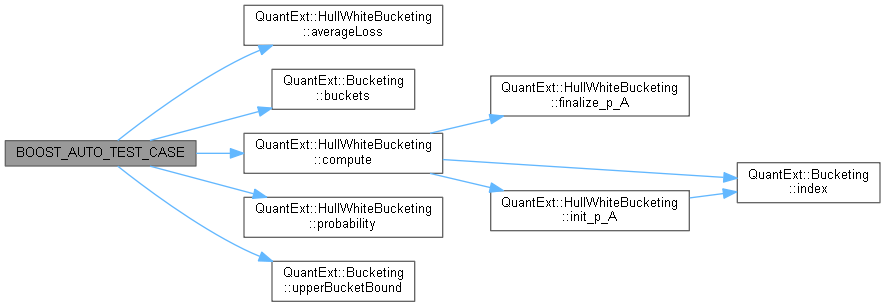 BOOST_AUTO_TEST_CASE
QuantExt::HullWhiteBucketing
::averageLoss
QuantExt::Bucketing
::buckets
QuantExt::HullWhiteBucketing
::compute
QuantExt::HullWhiteBucketing
::probability
QuantExt::Bucketing
::upperBucketBound
QuantExt::HullWhiteBucketing
::finalize_p_A
QuantExt::HullWhiteBucketing
::init_p_A
QuantExt::Bucketing
::index